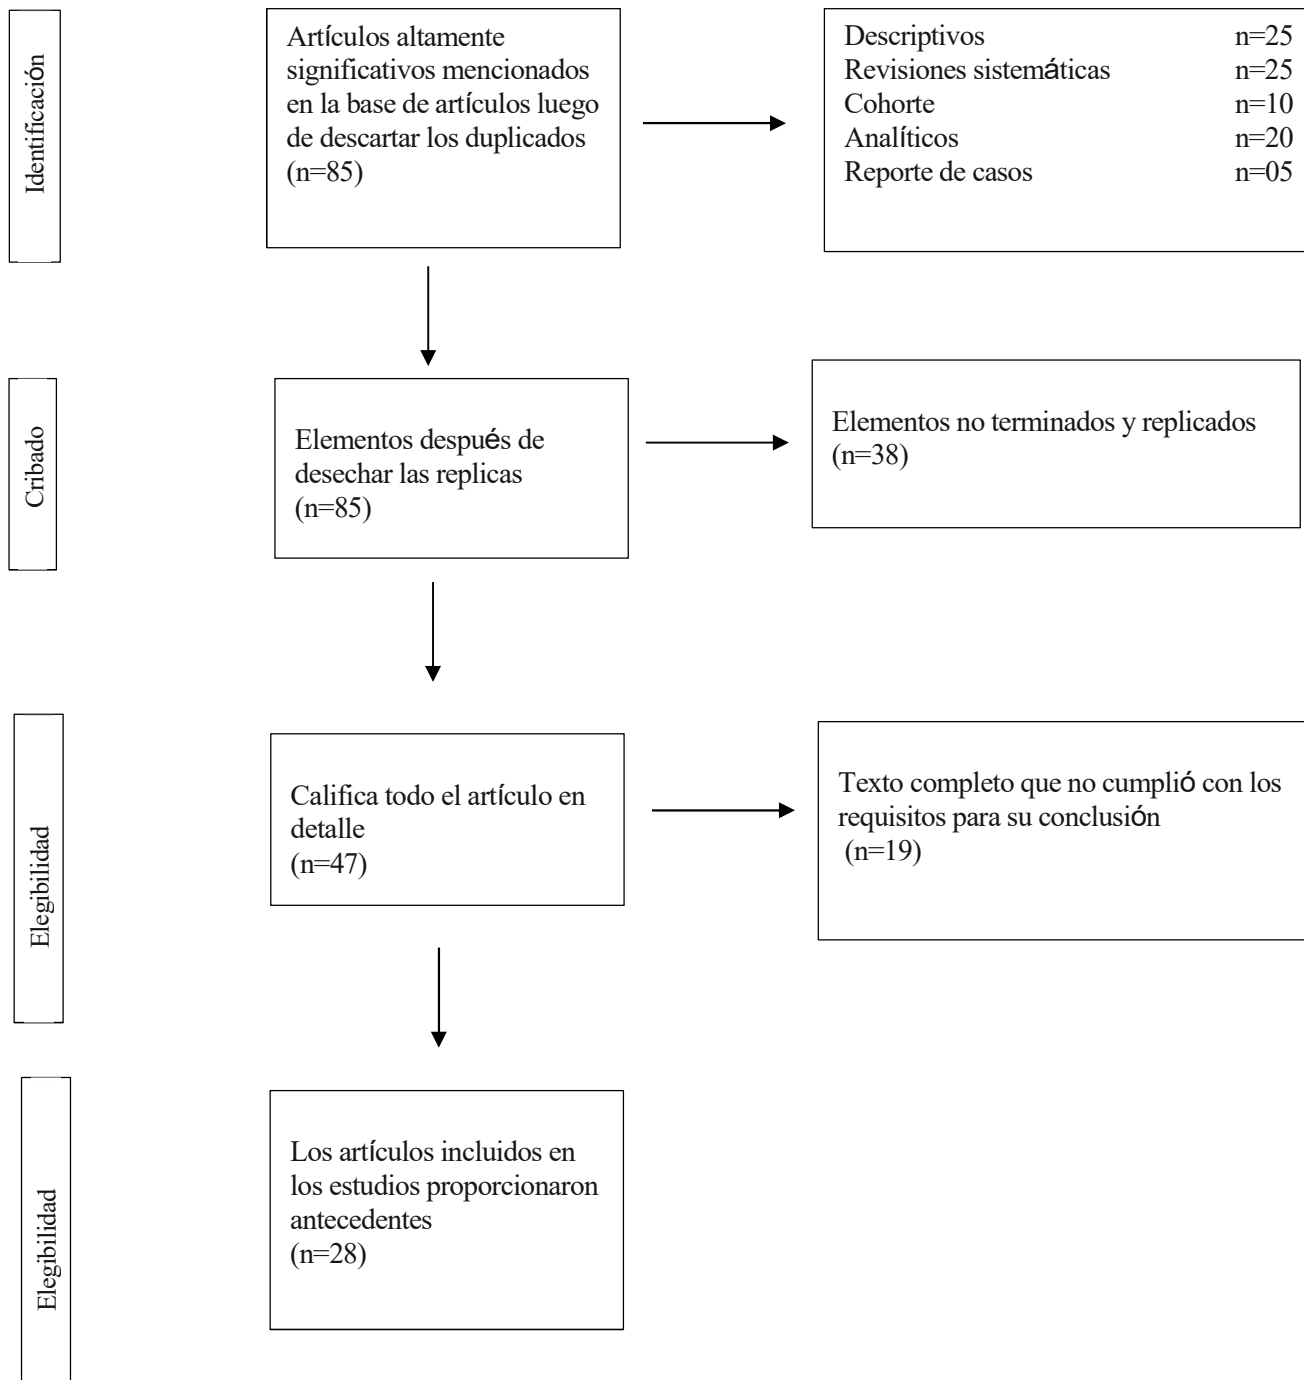 Identificación
Artículos altamente
significativos mencionados
en la base de artículos luego
de descartar los duplicados
(n=85)
Descriptivos n=25
Revisiones sistemáticas n=25
Cohorte n=10
Analíticos n=20
Reporte de casos n=05
Cribado
Elementos después de
desechar las replicas
(n=85)
Elementos no terminados y replicados
(n=38)
Elegibilidad
Califica todo el artículo en
detalle
(n=47)
Texto completo que no cumplió con los
requisitos para su conclusión
(n=19)
Elegibilidad
Los artículos incluidos en
los estudios proporcionaron
antecedentes
(n=28)